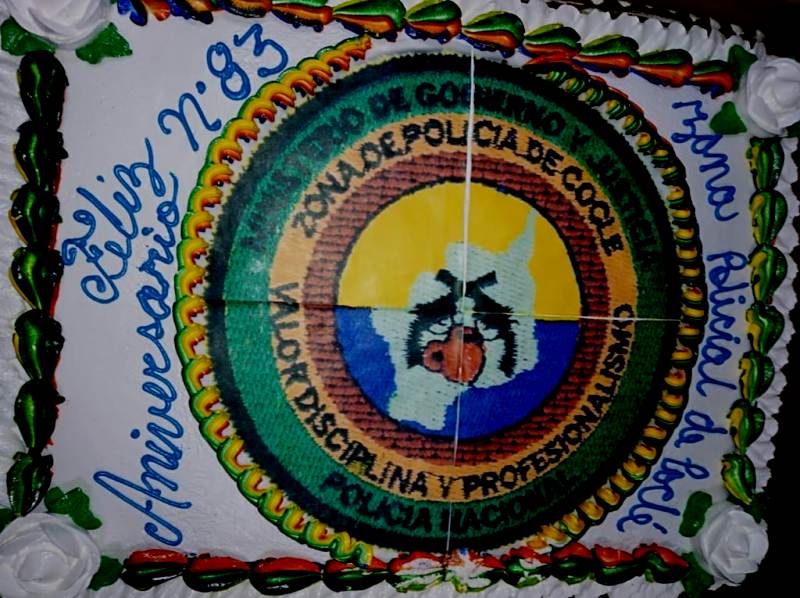 Feliz
Aniversario N° 83
MINISTERIO DE GOBIERNO Y JUSTICIA
ZONA DE POLICIA DE COCLE
VALOR DISCIPLINA Y PROFESIONALISMO
POLICIA NACIONAL
Zona Policial de Coclé